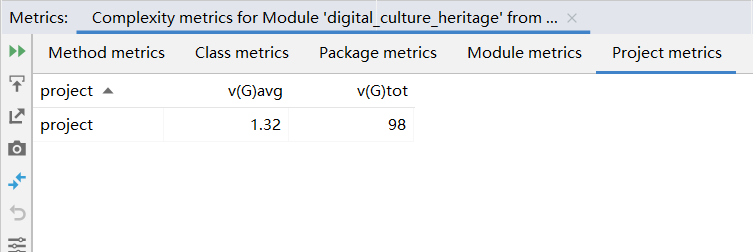 Metrics: Complexity metrics for Module 'digital_culture_heritage' from ... ×
Method metrics Class metrics Package metrics Module metrics Project metrics
project v(G)avg v(G)tot
project 1.32 98